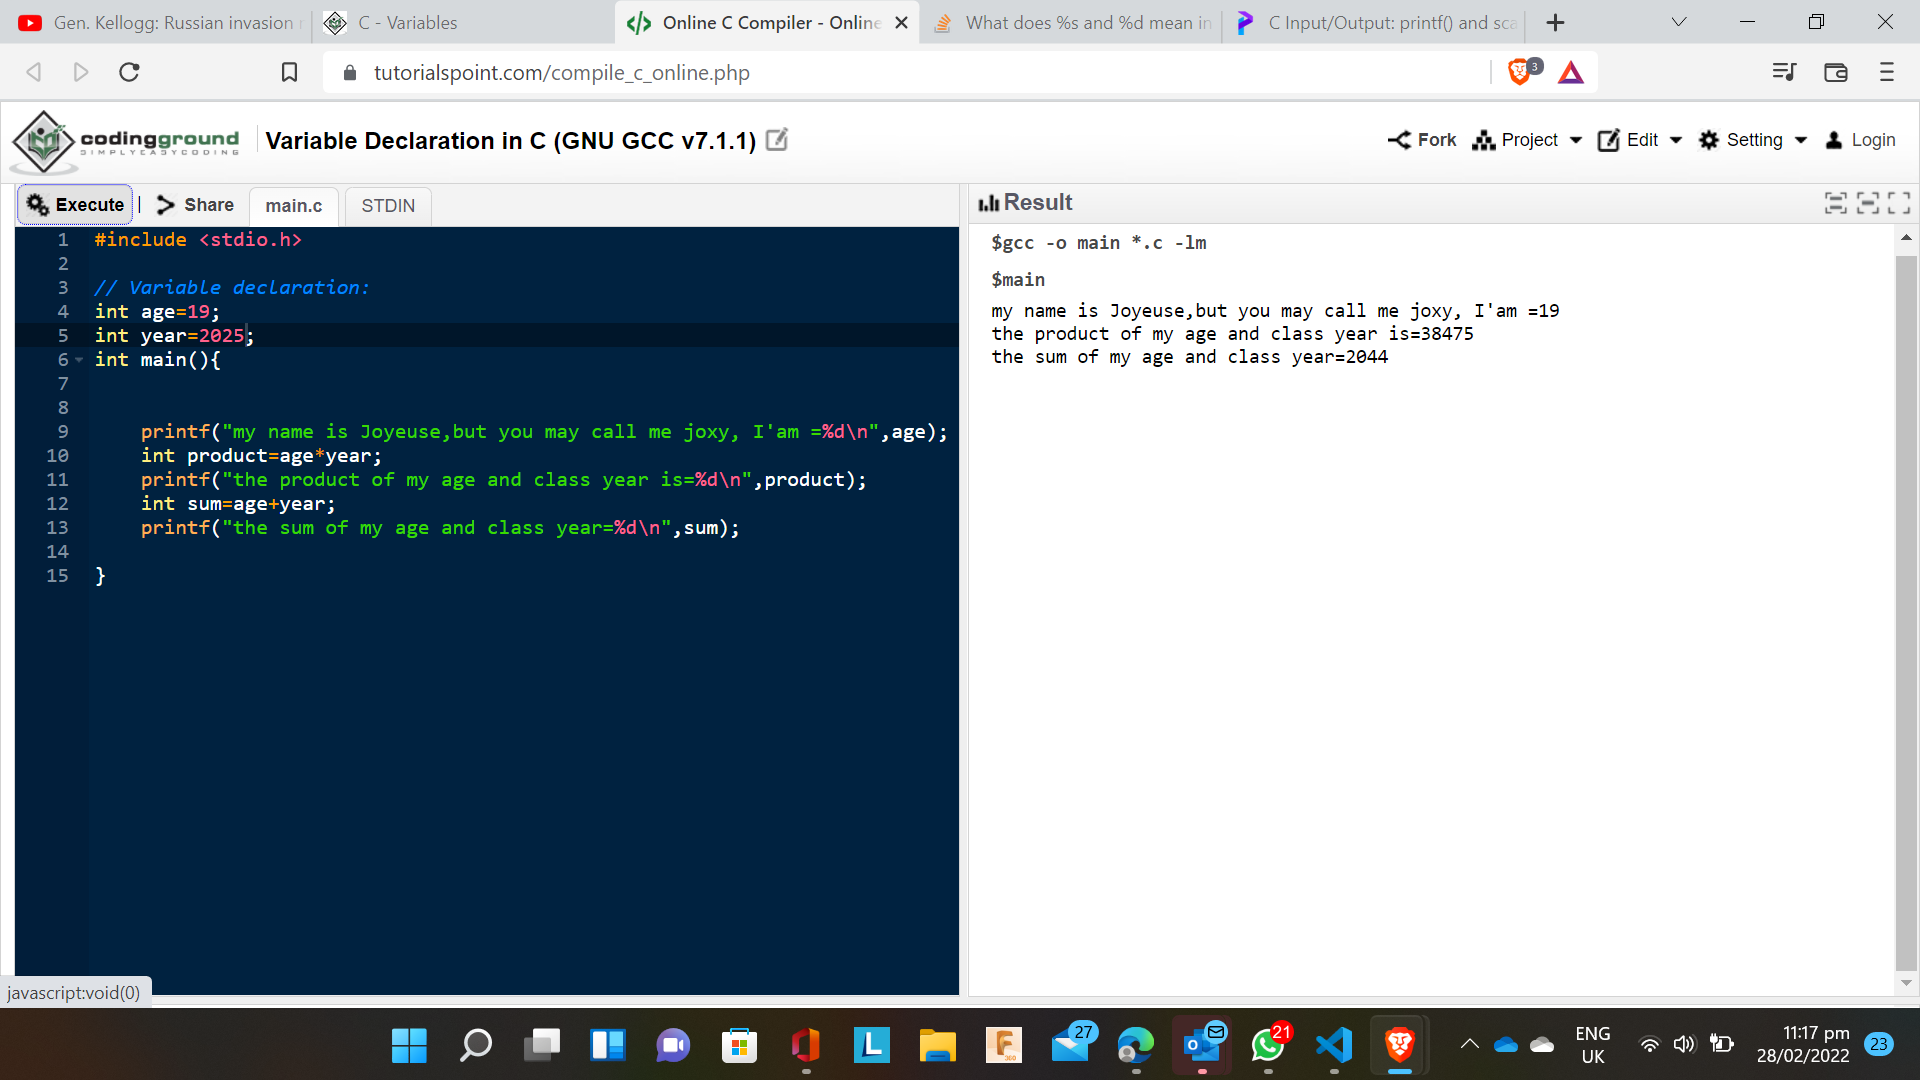 Gen. Kellogg: Russian invasion
C - Variables
Online C Compiler - Online
What does %s and %d mean in
C Input/Output: printf() and sca
tutorialspoint.com/compile_c_online.php
3
codingground
SIMPLYEASYCODING
Variable Declaration in C (GNU GCC v7.1.1)
Fork
Project
Edit
Setting
Login
Execute
|
Share
main.c
STDIN
Result
1 #include <stdio.h>
2
3 // Variable declaration:
4 int age=19;
5 int year=2025;
6 int main(){
7
8
9 printf("my name is Joyeuse,but you may call me joxy, I'am =%d\n",age);
10 int product=age*year;
11 printf("the product of my age and class year is=%d\n",product);
12 int sum=age+year;
13 printf("the sum of my age and class year=%d\n",sum);
14
15 }
$gcc -o main *.c -lm
$main
my name is Joyeuse,but you may call me joxy, I'am =19
the product of my age and class year is=38475
the sum of my age and class year=2044
javascript:void(0)
L
F
360
27
o
21
ENG
UK
11:17 pm
28/02/2022
23